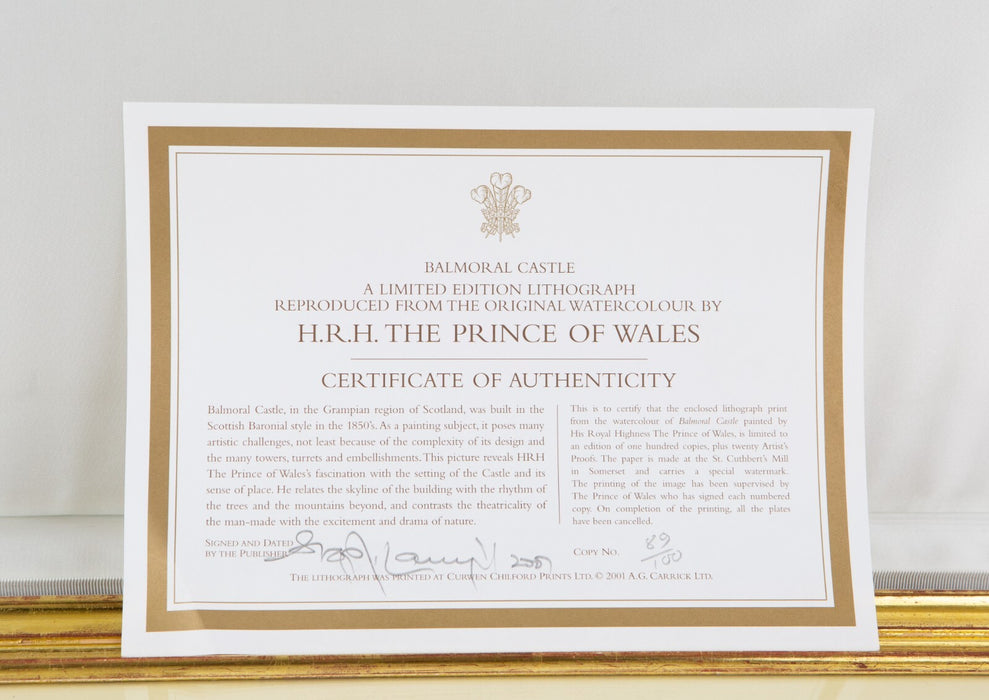 BALMORAL CASTLE
A LIMITED EDITION LITHOGRAPH
REPRODUCED FROM THE ORIGINAL WATERCOLOUR BY
H.R.H. THE PRINCE OF WALES
CERTIFICATE OF AUTHENTICITY
Balmoral Castle, in the Grampian region of Scotland, was built in the
Scottish Baronial style in the 1850's. As a painting subject, it poses many
artistic challenges, not least because of the complexity of its design and
the many towers, turrets and embellishments. This picture reveals HRH
The Prince of Wales's fascination with the setting of the Castle and its
sense of place. He relates the skyline of the building with the rhythm of
the trees and the mountains beyond, and contrasts the theatricality of
the man-made with the excitement and drama of nature.
This is to certify that the enclosed lithograph print
from the watercolour of Balmoral Castle painted by
His Royal Highness The Prince of Wales, is limited to
an edition of one hundred copies, plus twenty Artist's
Proofs. The paper is made at the St. Cuthbert's Mill
in Somerset and carries a special watermark.
The printing of the image has been supervised by
The Prince of Wales who has signed each numbered
copy. On completion of the printing, all the plates
have been cancelled.
SIGNED AND DATED
BY THE PUBLISHER
2001
COPY NO. 89/100
THE LITHOGRAPH WAS PRINTED AT CURWEN CHILFORD PRINTS LTD. © 2001 A.G. CARRICK LTD.